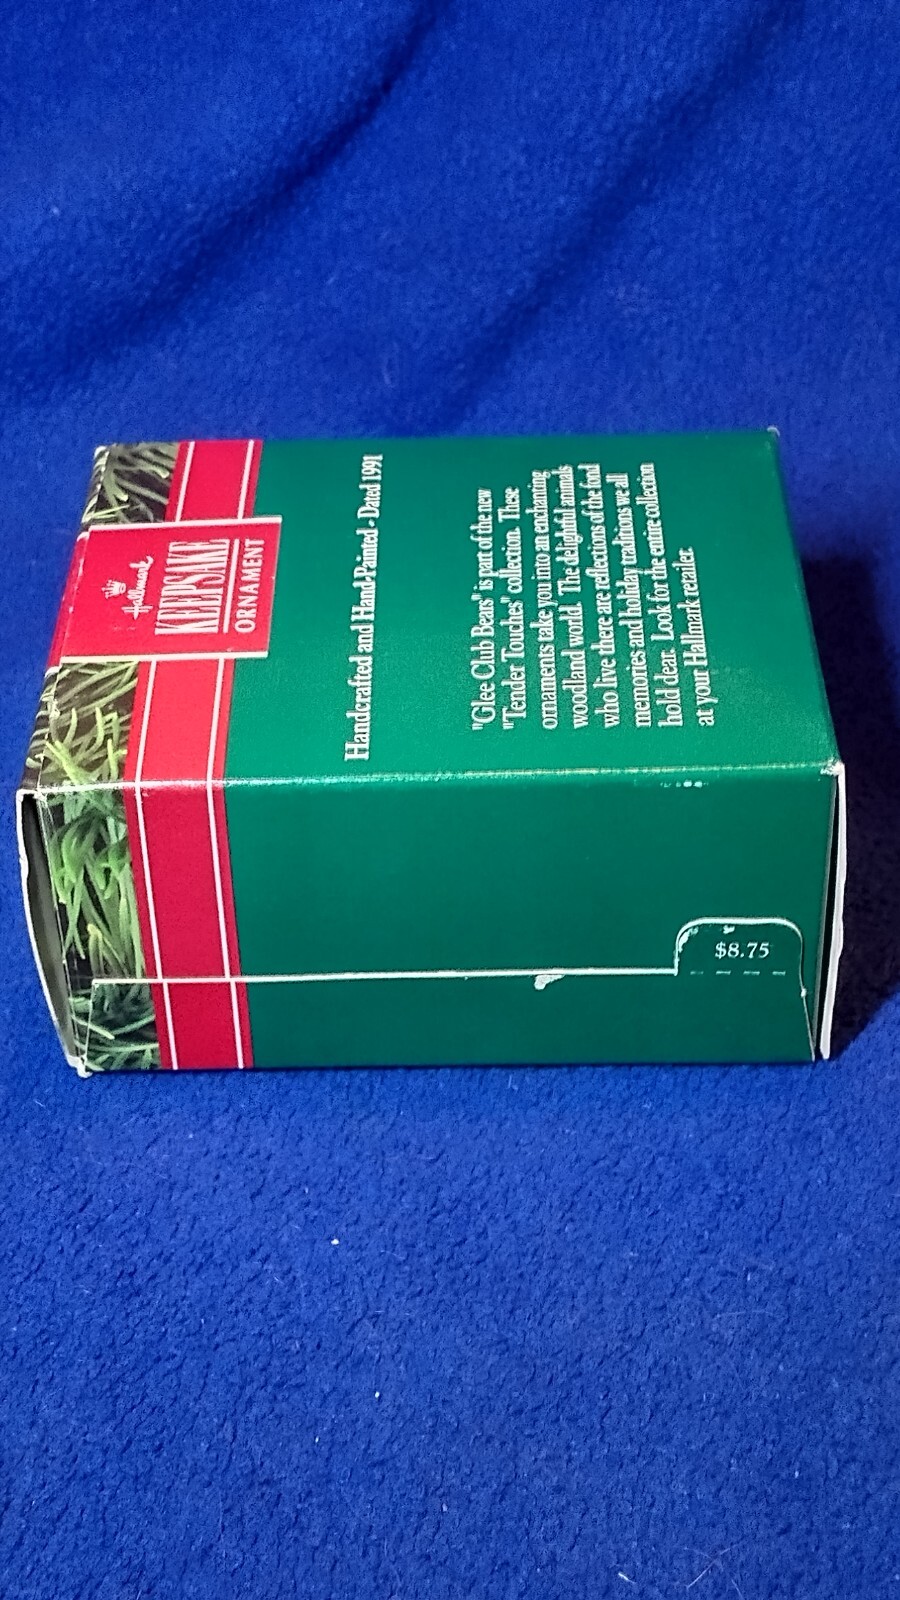 Hallmark
KEEPSAKE
ORNAMENT
Handcrafted and Hand-Painted - Dated 1991
"Glee Club Bears" is part of the new
"Tender Touches" collection. These
ornaments take you into an enchanting
woodland world. The delightful animals
who live there are reflections of the fond
memories and holiday traditions we all
hold dear. Look for the entire collection
at your Hallmark retailer.
$8.75